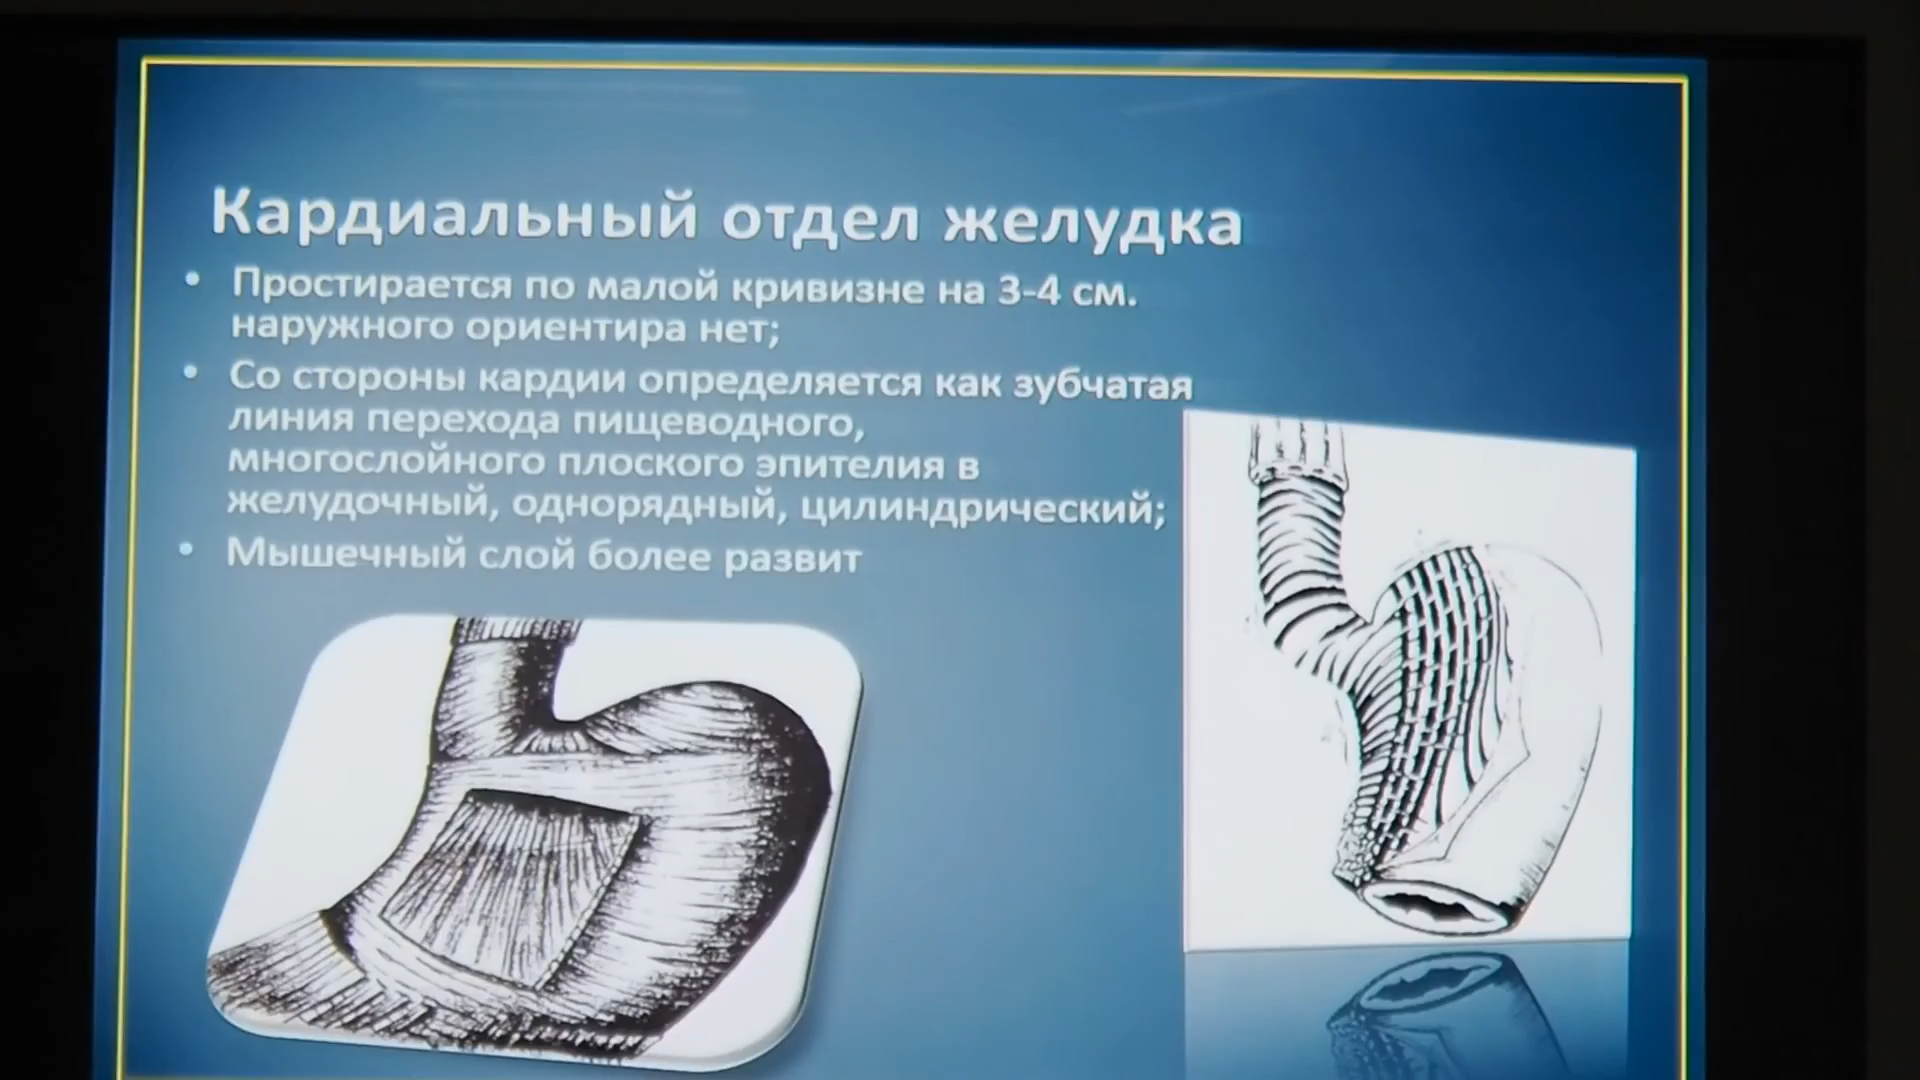 Кардиальный отдел желудка
• Простирается по малой кривизне на 3-4 см.
наружного ориентира нет;
• Со стороны кардии определяется как зубчатая
линия перехода пищеводного,
многослойного плоского эпителия в
желудочный, однорядный, цилиндрический;
• Мышечный слой более развит